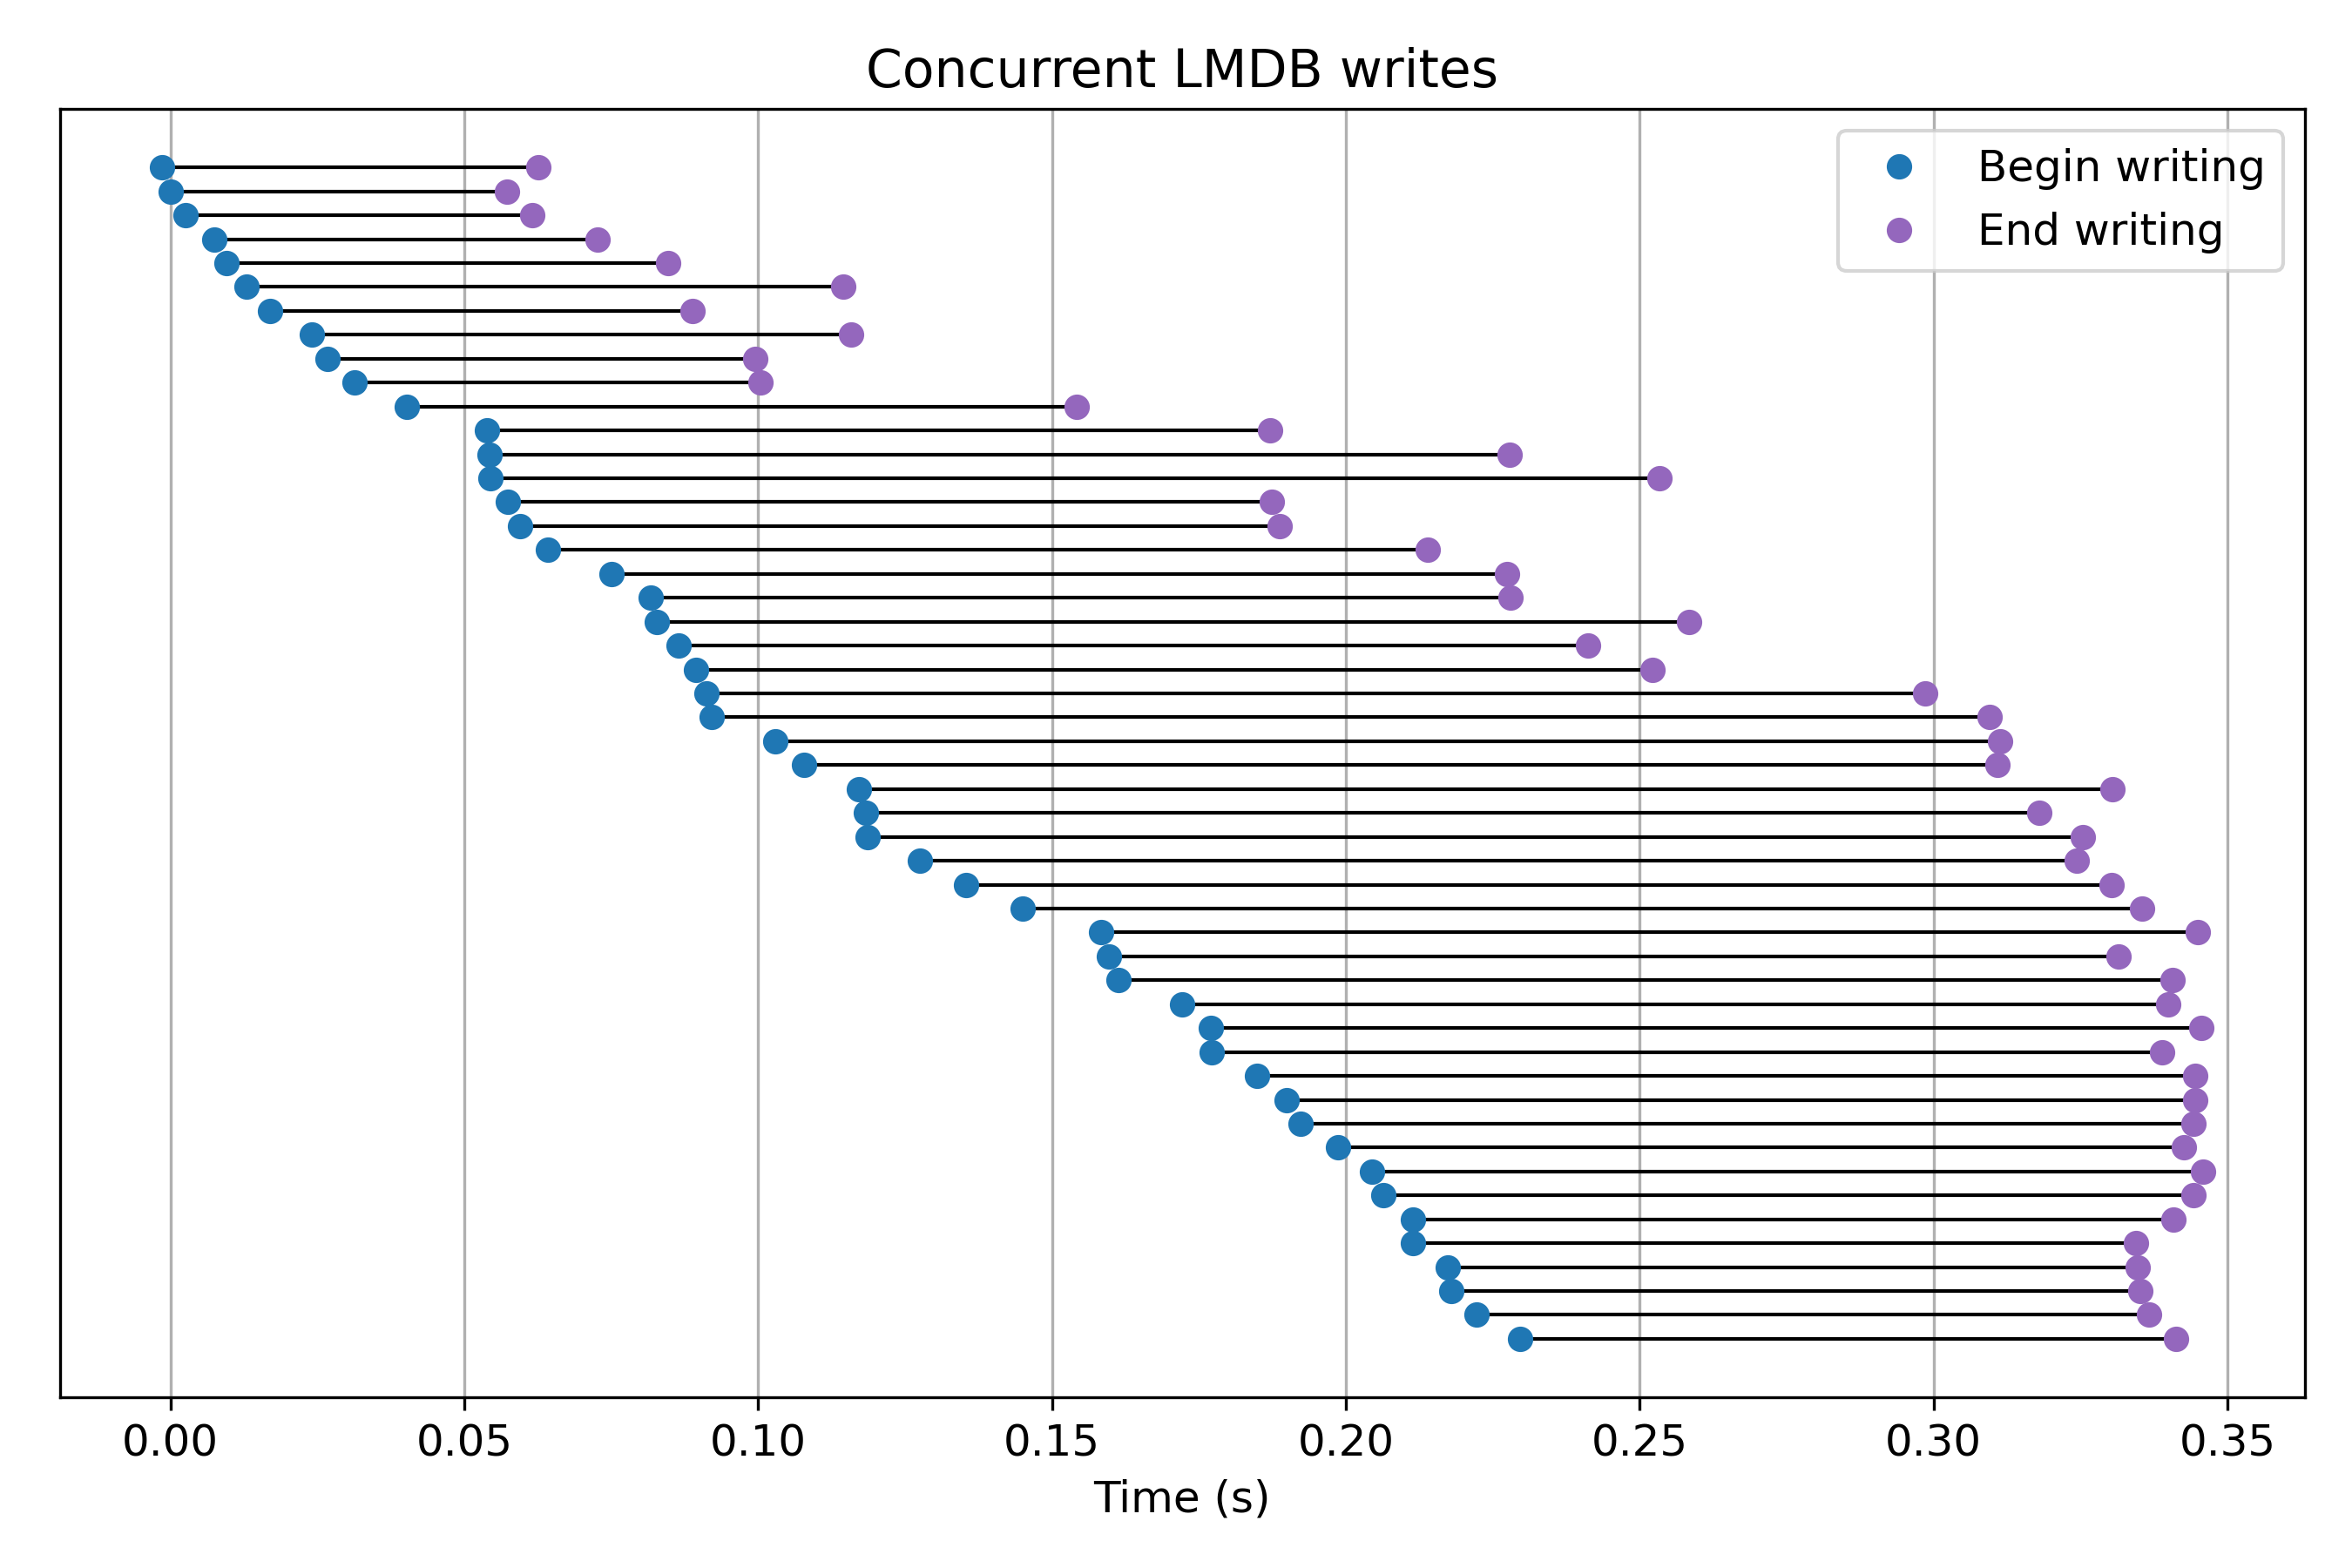 Concurrent LMDB writes
Begin writing
End writing
0.00 0.05 0.10 0.15 0.20 0.25 0.30 0.35
Time (s)